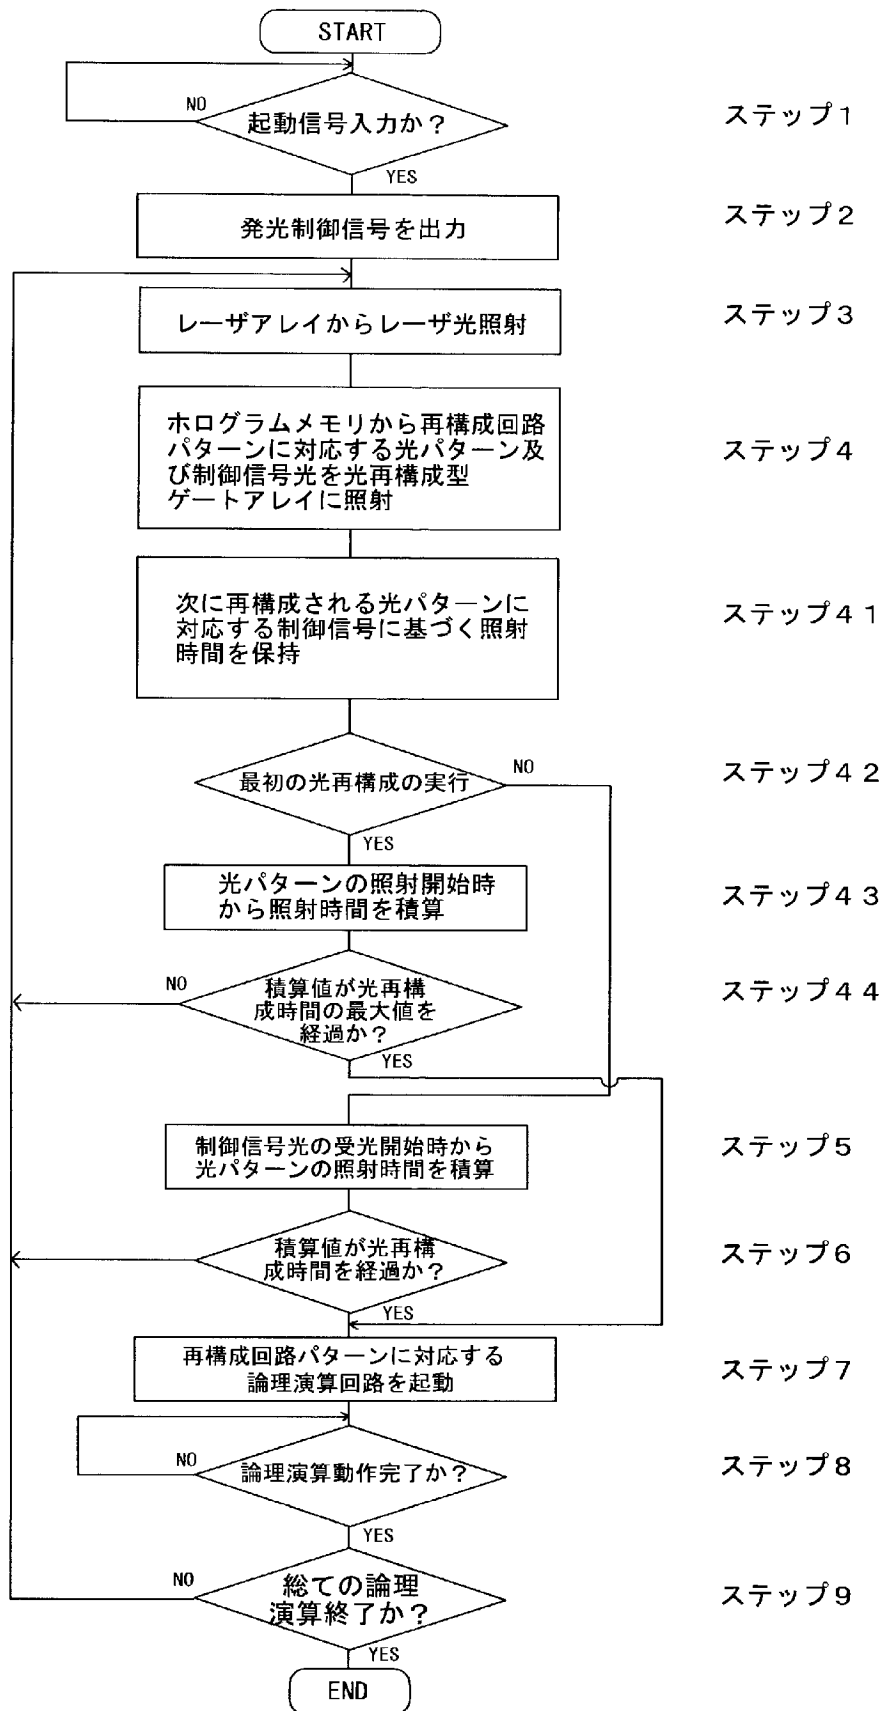 START
NO
起動信号入力か？
ステップ１
YES
発光制御信号を出力
ステップ２
レーザアレイからレーザ光照射
ステップ３
ホログラムメモリから再構成回路
パターンに対応する光パターン及
び制御信号光を光再構成型
ゲートアレイに照射
ステップ４
次に再構成される光パターンに
対応する制御信号に基づく照射
時間を保持
ステップ４１
最初の光再構成の実行
NO
ステップ４２
YES
光パターンの照射開始時
から照射時間を積算
ステップ４３
NO
積算値が光再構
成時間の最大値を
経過か？
ステップ４４
YES
制御信号光の受光開始時から
光パターンの照射時間を積算
ステップ５
積算値が光再構
成時間を経過か？
ステップ６
YES
再構成回路パターンに対応する
論理演算回路を起動
ステップ７
NO
論理演算動作完了か？
ステップ８
YES
NO
総ての論理
演算終了か？
ステップ９
YES
END